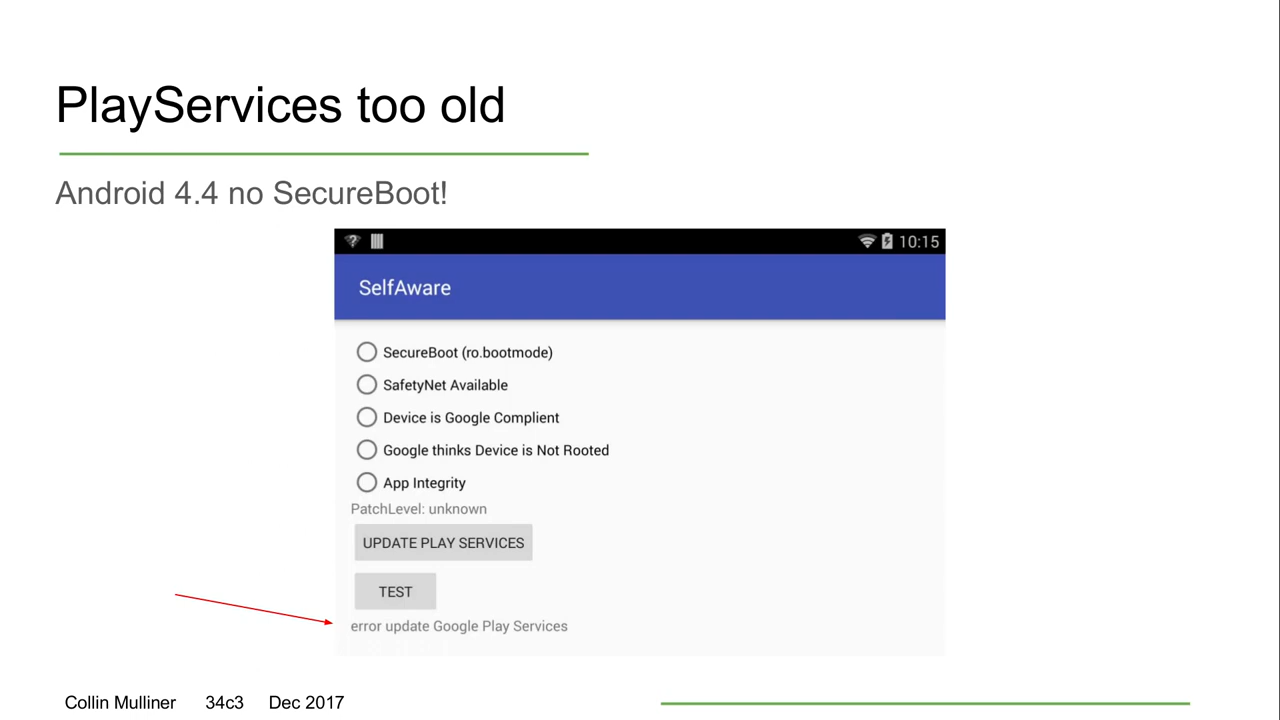 PlayServices too old
Android 4.4 no SecureBoot!
10:15
SelfAware
SecureBoot (ro.bootmode)
SafetyNet Available
Device is Google Complient
Google thinks Device is Not Rooted
App Integrity
PatchLevel: unknown
UPDATE PLAY SERVICES
TEST
error update Google Play Services
Collin Mulliner 34c3 Dec 2017